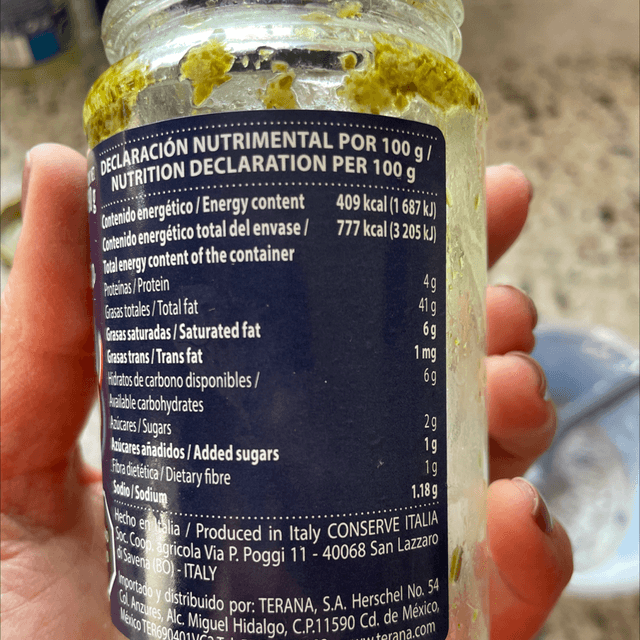 DECLARACIÓN NUTRIMENTAL POR 100 g /
NUTRITION DECLARATION PER 100 g
Contenido energético / Energy content 409 kcal (1 687 kJ)
Contenido energético total del envase / 777 kcal (3 205 kJ)
Total energy content of the container
Proteínas / Protein 4 g
Grasas totales / Total fat 41 g
Grasas saturadas / Saturated fat 6 g
Grasas trans / Trans fat 1 mg
Hidratos de carbono disponibles / 6 g
Available carbohydrates
Azúcares / Sugars 2 g
Azúcares añadidos / Added sugars 1 g
Fibra dietética / Dietary fibre 1 g
Sodio / Sodium 1.18 g
Hecho en Italia / Produced in Italy CONSERVE ITALIA
Soc. Coop. agricola Via P. Poggi 11 - 40068 San Lazzaro
di Savena (BO) - ITALY
Importado y distribuido por: TERANA, S.A. Herschel No. 54
Col. Anzures, Alc. Miguel Hidalgo, C.P.11590 Cd. de México,
México www.terana.com